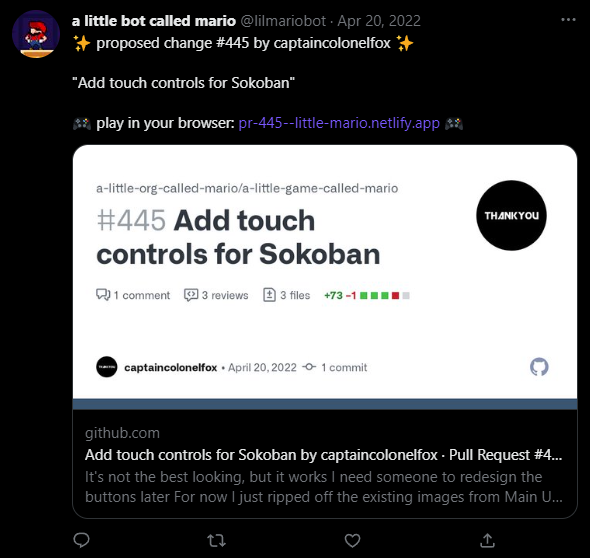 a little bot called mario @lilmariobot · Apr 20, 2022
✨ proposed change #445 by captaincolonelfox ✨
"Add touch controls for Sokoban"
🎮 play in your browser: pr-445--little-mario.netlify.app 🎮
a-little-org-called-mario/a-little-game-called-mario
#445 Add touch
controls for Sokoban
THANKYOU
1 comment 3 reviews 3 files +73 −1
THANKYOU captaincolonelfox • April 20, 2022 1 commit
github.com
Add touch controls for Sokoban by captaincolonelfox · Pull Request #4...
It's not the best looking, but it works I need someone to redesign the
buttons later For now I just ripped off the existing images from Main U...